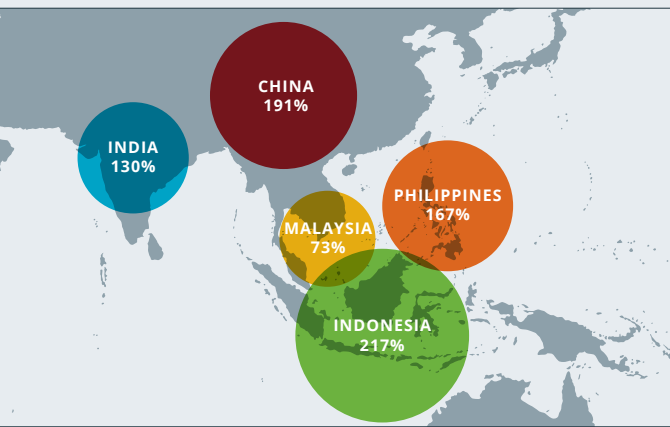 CHINA
191%
INDIA
130%
PHILIPPINES
167%
MALAYSIA
73%
INDONESIA
217%